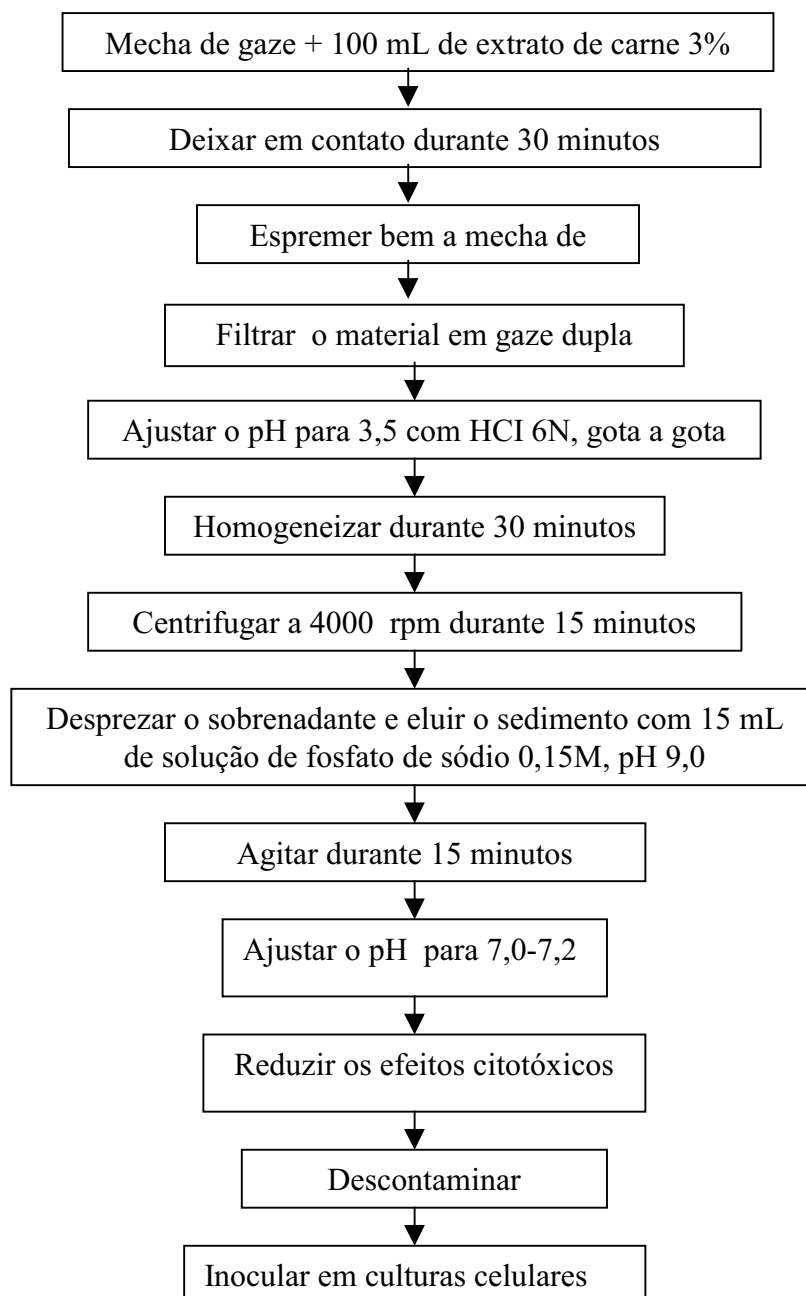 Mecha de gaze + 100 mL de extrato de carne 3%
Deixar em contato durante 30 minutos
Espremer bem a mecha de
Filtrar o material em gaze dupla
Ajustar o pH para 3,5 com HCI 6N, gota a gota
Homogeneizar durante 30 minutos
Centrifugar a 4000 rpm durante 15 minutos
Desprezar o sobrenadante e eluir o sedimento com 15 mL
de solução de fosfato de sódio 0,15M, pH 9,0
Agitar durante 15 minutos
Ajustar o pH para 7,0-7,2
Reduzir os efeitos citotóxicos
Descontaminar
Inocular em culturas celulares